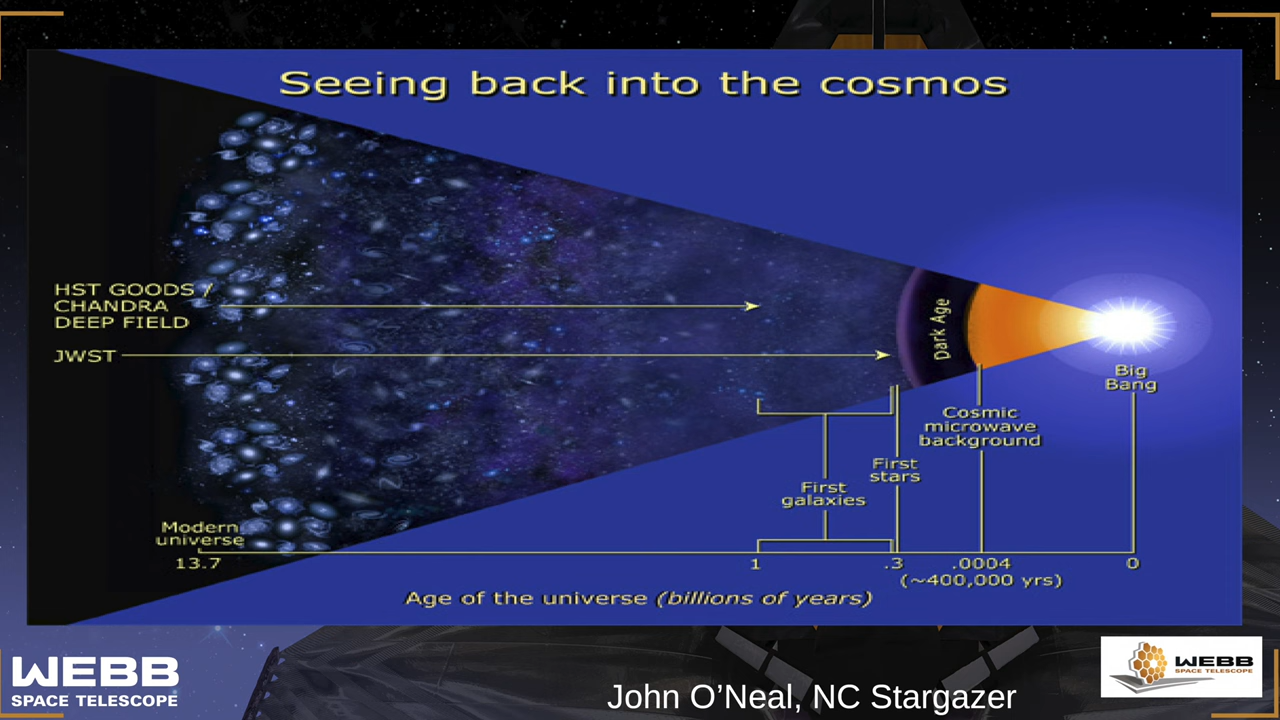 Seeing back into the cosmos
HST GOODS /
CHANDRA
DEEP FIELD
JWST
Dark Age
Big
Bang
Cosmic
microwave
background
First
stars
First
galaxies
Modern
universe
13.7
1
.3
.0004
0
(~400,000 yrs)
Age of the universe (billions of years)
WEBB
SPACE TELESCOPE
John O’Neal, NC Stargazer
WEBB
SPACE TELESCOPE